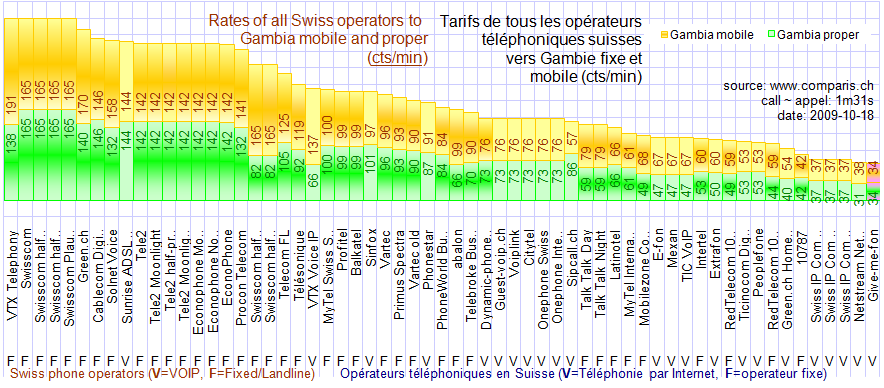 Rates of all Swiss operators to
Gambia mobile and proper
(cts/min)
Tarifs de tous les opérateurs
téléphoniques suisses
vers Gambie fixe et
mobile (cts/min)
Gambia mobile
Gambia proper
source: www.comparis.ch
call ~ appel: 1m31s
date: 2009-10-18
191 165 165 165 165 170 146 158 144 142 142 142 142 142 142 142 141 165 165 125 119 137 100 99 99 97 96 93 90 91 84 99 90 76 76 76 76 76 76 57 79 79 66 61 68 67 67 67 60 60 59 53 53 59 54 42 37 37 37 38 34
138 165 165 165 165 140 146 132 144 142 142 142 142 142 142 142 132 82 82 105 92 66 100 99 99 101 96 93 90 87 84 66 70 73 73 73 73 73 73 86 59 59 66 61 49 47 47 47 53 50 49 53 53 44 40 42 37 37 37 31 34
VTX Telephony
Swisscom
Swisscom half...
Swisscom half...
Swisscom Plau...
Green.ch
Cablecom Digi...
Solnet Voice
Sunrise ADSL...
Tele2
Tele2 Moonlight
Tele2 half-pr...
Tele2 Moonlig...
Econophone Mo...
Econophone No...
EconoPhone
Procon Telecom
Swisscom half...
Swisscom half...
Telecom FL
Télésonique
VTX Voice IP
MyTel Swiss S...
Profitel
Balkatel
Sinfox
Vartec
Primus Spectra
Vartec old
Phonestar
PhoneWorld Bu...
abalon
Telebroke Bus...
Dynamic-phone...
Guest-voip.ch
Voiplink
Citytel
Onephone Swiss
Onephone Inte...
Sipcall.ch
Talk Talk Day
Talk Talk Night
Latinotel
MyTel Interna...
Mobilezone Co...
E-fon
Mexan
TIC VoIP
Intertel
Extrafon
RedTelecom 10...
Ticinocom Dig...
Peoplefone
RedTelecom 10...
Green.ch Home...
10787
Swiss IP Com ...
Swiss IP Com ...
Swiss IP Com ...
Netstream Net...
Give-me-fon
F F F F F F F F V F F F F F F F F F F F F V F F F F F F F V F F F V V V V V V V F F F F F V V V F F F V V F F F V V V V V
Swiss phone operators (V=VOIP, F=Fixed/Landline)
Opérateurs téléphoniques en Suisse (V=Téléphonie par Internet, F=operateur fixe)